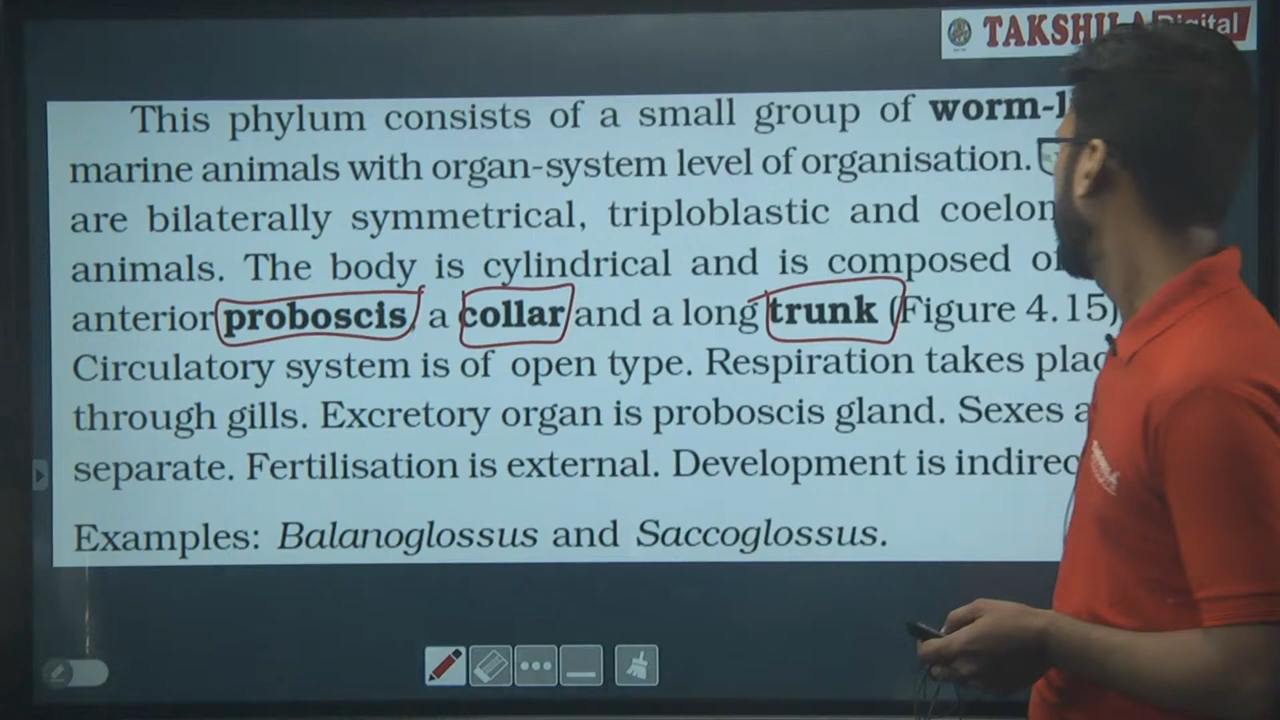 TAKSHILA Digital
This phylum consists of a small group of worm-l
marine animals with organ-system level of organisation.
are bilaterally symmetrical, triploblastic and coelom
animals. The body is cylindrical and is composed of
anterior proboscis, a collar and a long trunk (Figure 4.15)
Circulatory system is of open type. Respiration takes plac
through gills. Excretory organ is proboscis gland. Sexes a
separate. Fertilisation is external. Development is indirec
Examples: Balanoglossus and Saccoglossus.